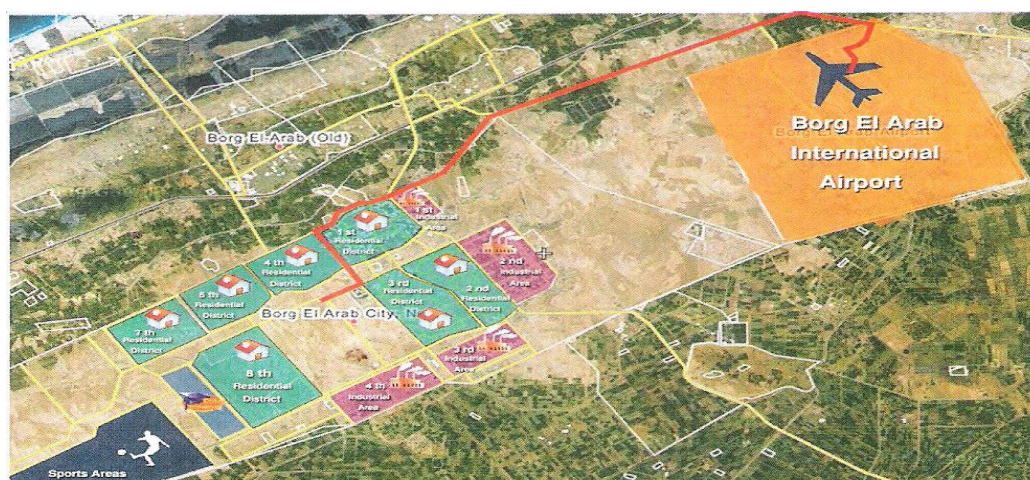 Borg El Arab
International
Airport
Borg El-Arab (Old)
1 st
Industrial
Area
1 st
Residential
District
4 th
Residential
District
2 nd
Industrial
Area
3 rd
Residential
District
2 nd
Residential
District
5 th
Residential
District
Borg El Arab City, N
7 th
Residential
District
3 rd
Industrial
Area
8 th
Residential
District
4 th
Industrial
Area
Sports Areas